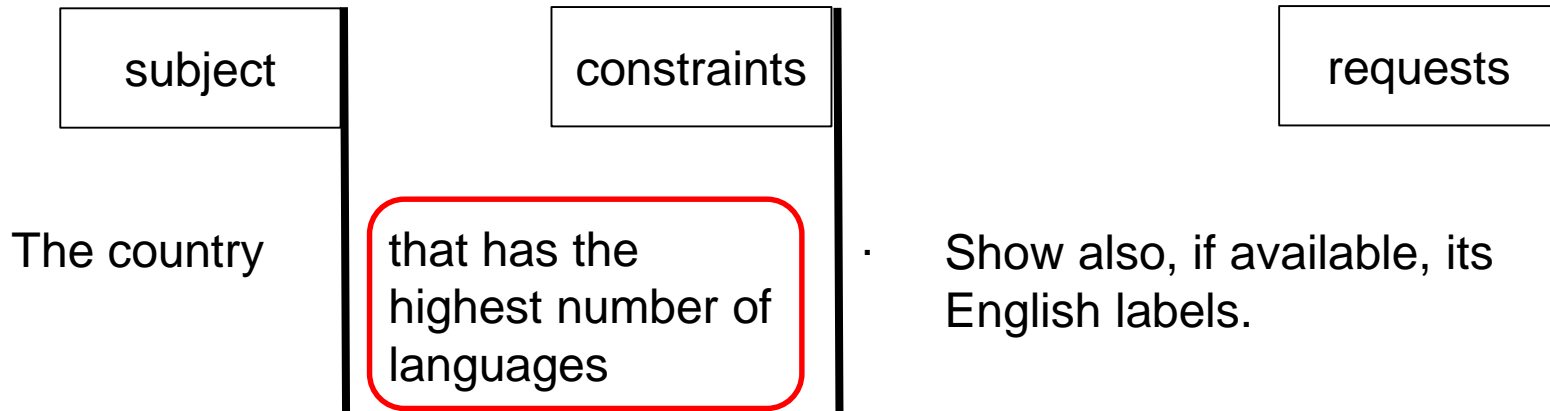 subject
constraints
requests
The country
that has the
highest number of
languages
.
Show also, if available, its
English labels.